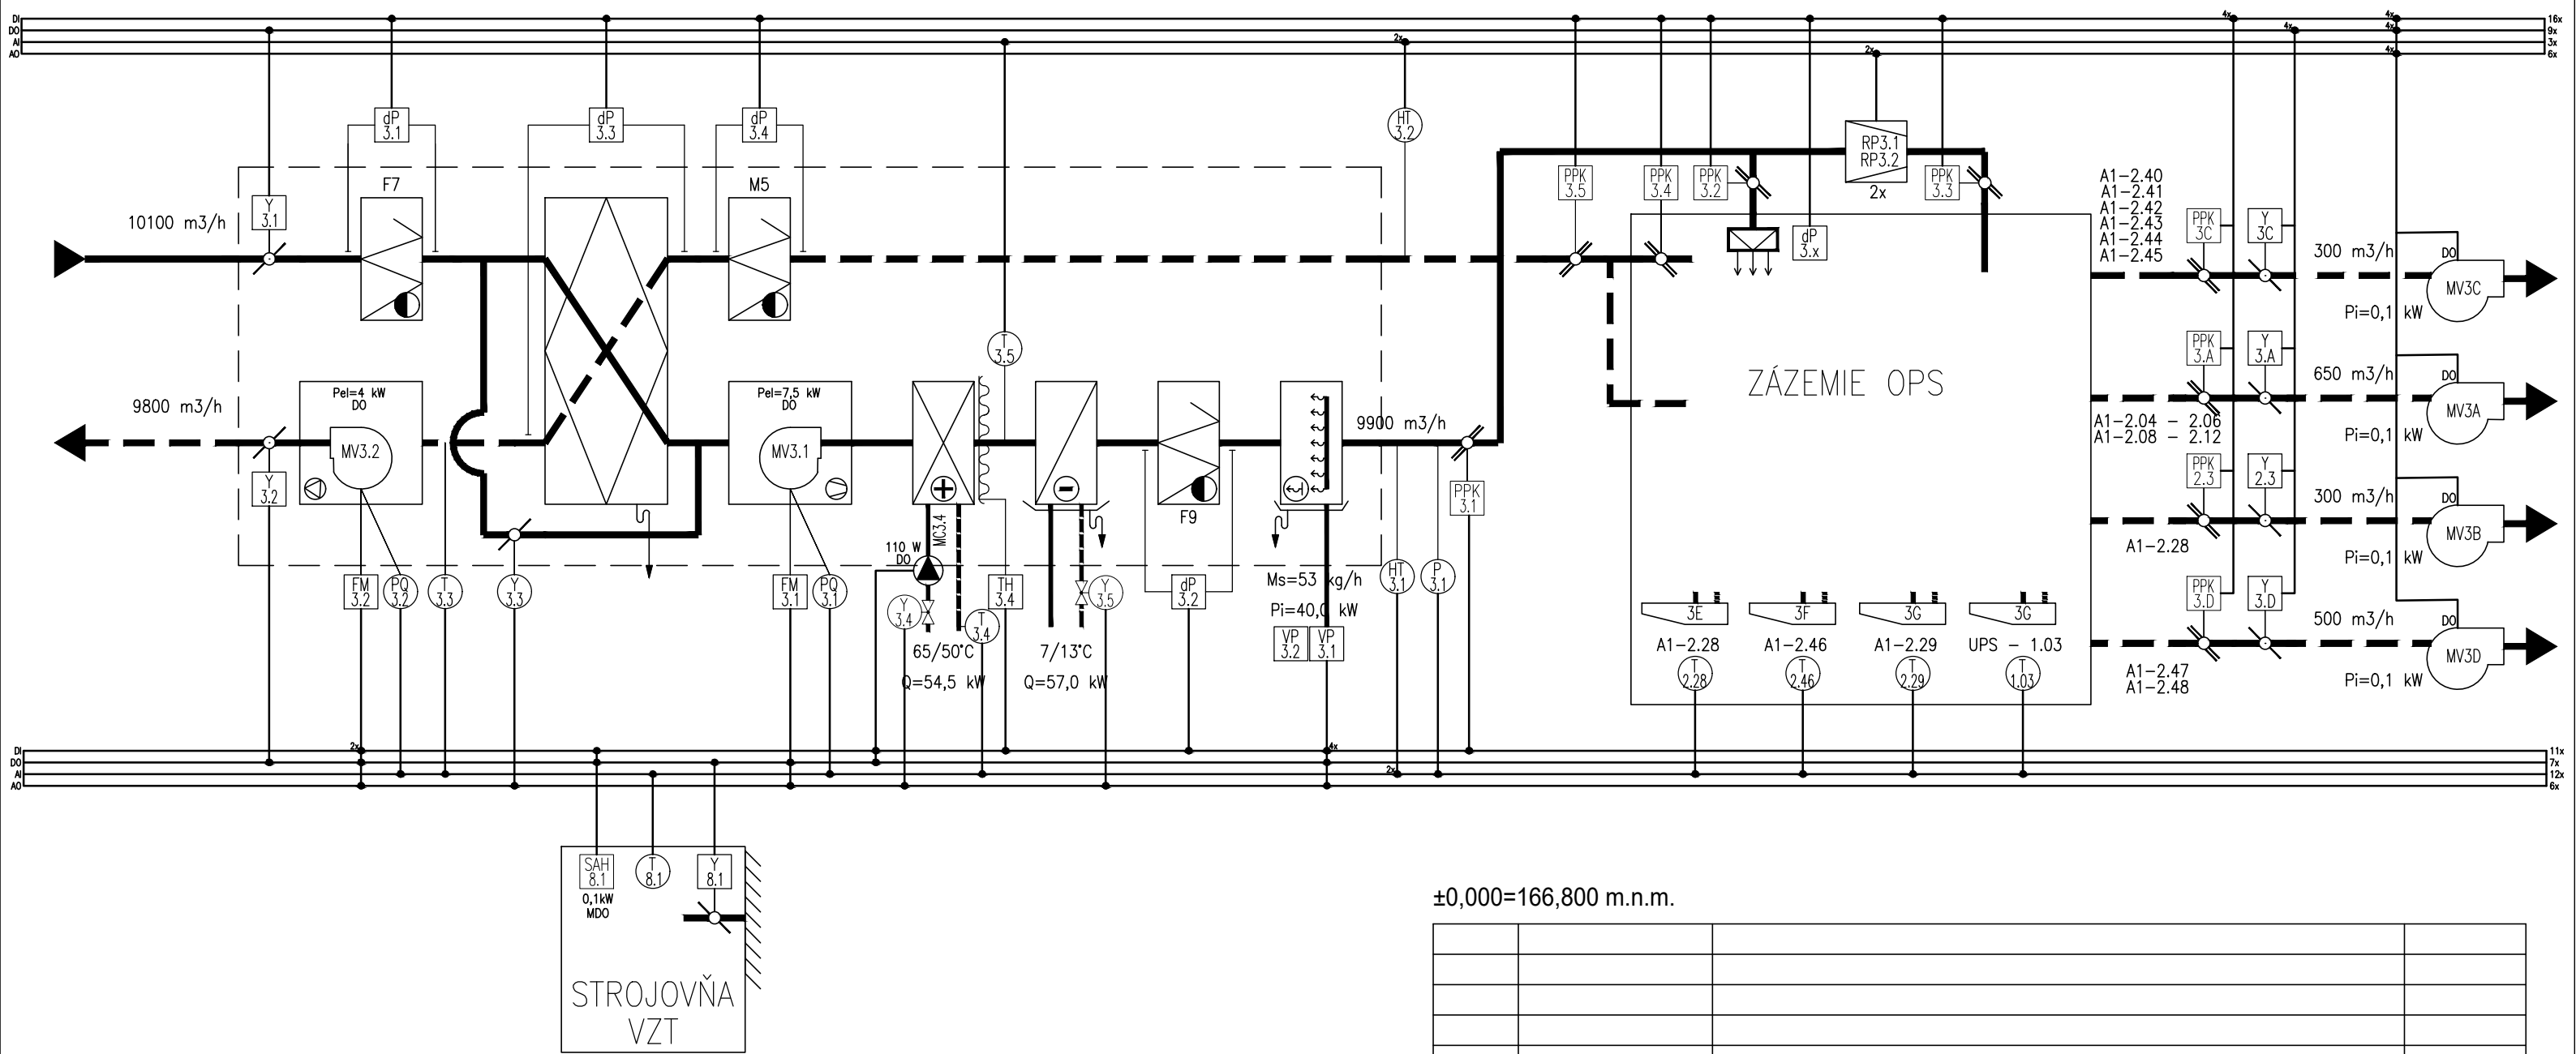 DI
DO
AI
AO
2x
2x
4x
4x
4x
4x
16x
9x
3x
6x
dP
3.1
dP
3.3
dP
3.4
HT
3.2
RP3.1
RP3.2
2x
PPK
3.5
PPK
3.4
PPK
3.2
PPK
3.3
F7
M5
Y
3.1
10100 m3/h
dP
3.x
A1-2.40
A1-2.41
A1-2.42
A1-2.43
A1-2.44
A1-2.45
PPK
3C
Y
3C
300 m3/h
DO
MV3C
Pi=0,1 kW
T
3.5
PPK
3.A
Y
3.A
650 m3/h
DO
MV3A
Pi=0,1 kW
ZÁZEMIE OPS
9800 m3/h
Pel=4 kW
DO
MV3.2
Pel=7,5 kW
DO
MV3.1
9900 m3/h
A1-2.04 - 2.06
A1-2.08 - 2.12
Y
3.2
PPK
3.1
PPK
2.3
Y
2.3
300 m3/h
DO
MV3B
Pi=0,1 kW
A1-2.28
F9
MC3.4
110 W
DO
FM
3.2
PQ
3.2
T
3.3
Y
3.3
FM
3.1
PQ
3.1
Y
3.4
T
3.4
TH
3.4
Y
3.5
dP
3.2
Ms=53 kg/h
Pi=40,0 kW
HT
3.1
P
3.1
VP
3.2
VP
3.1
65/50°C
Q=54,5 kW
7/13°C
Q=57,0 kW
3E
3F
3G
3G
A1-2.28
A1-2.46
A1-2.29
UPS - 1.03
T
2.28
T
2.46
T
2.29
T
1.03
PPK
3.D
Y
3.D
500 m3/h
DO
MV3D
Pi=0,1 kW
A1-2.47
A1-2.48
DI
DO
AI
AO
2x
4x
2x
11x
7x
12x
6x
SAH
8.1
0,1kW
MDO
T
8.1
Y
8.1
STROJOVŇA
VZT
±0,000=166,800 m.n.m.